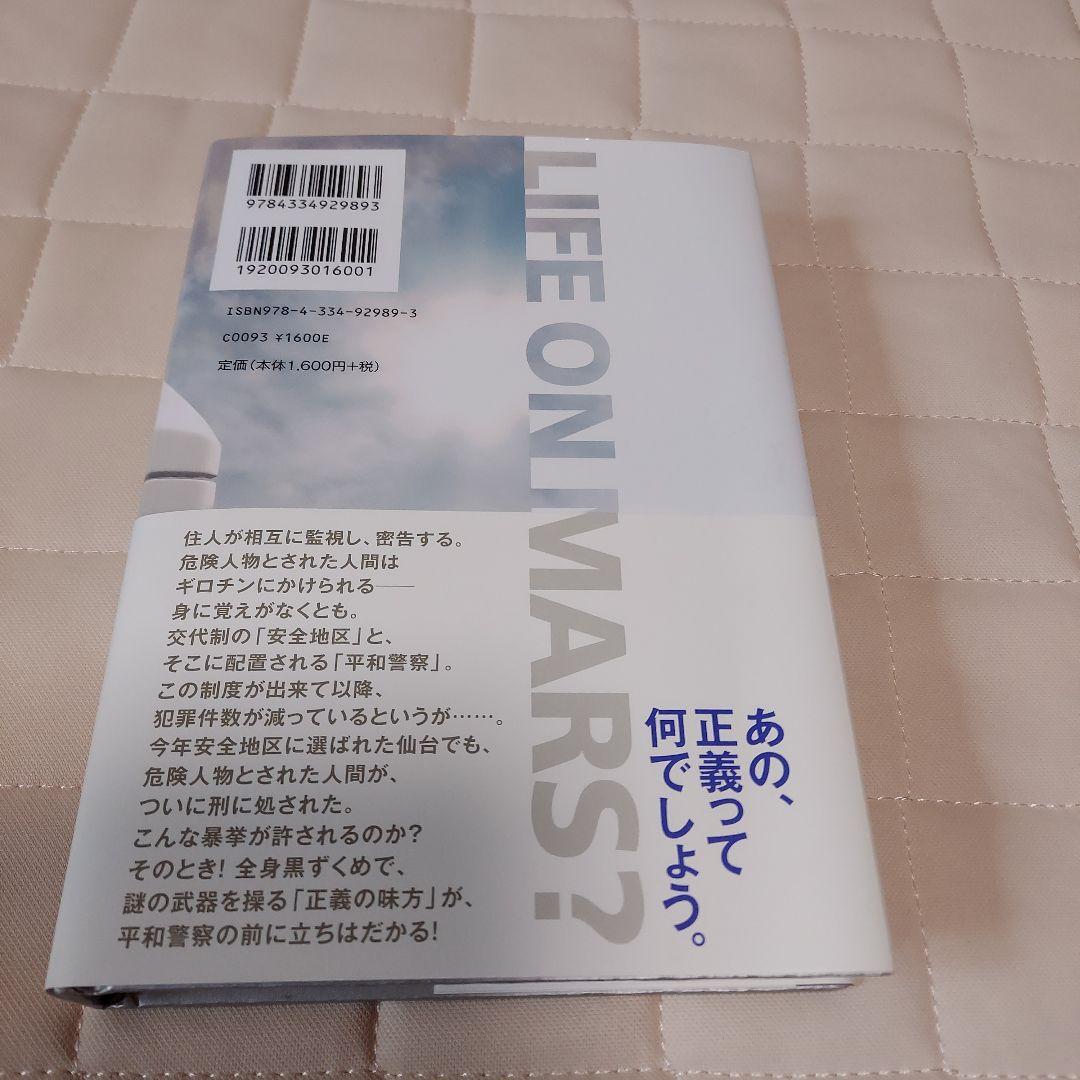 9784334929893
1920093016001
ISBN978-4-334-92989-3
C0093 ¥1600E
定価(本体1,600円+税)
LIFE ON MARS?
住人が相互に監視し、密告する。
危険人物とされた人間は
ギロチンにかけられる——
身に覚えがなくとも。
交代制の「安全地区」と、
そこに配置される「平和警察」。
この制度が出来て以降、
犯罪件数が減っているというが……。
今年安全地区に選ばれた仙台でも、
危険人物とされた人間が、
ついに刑に処された。
こんな暴挙が許されるのか?
そのとき! 全身黒ずくめで、
謎の武器を操る「正義の味方」が、
平和警察の前に立ちはだかる!
あの、
正義って
何でしょう。